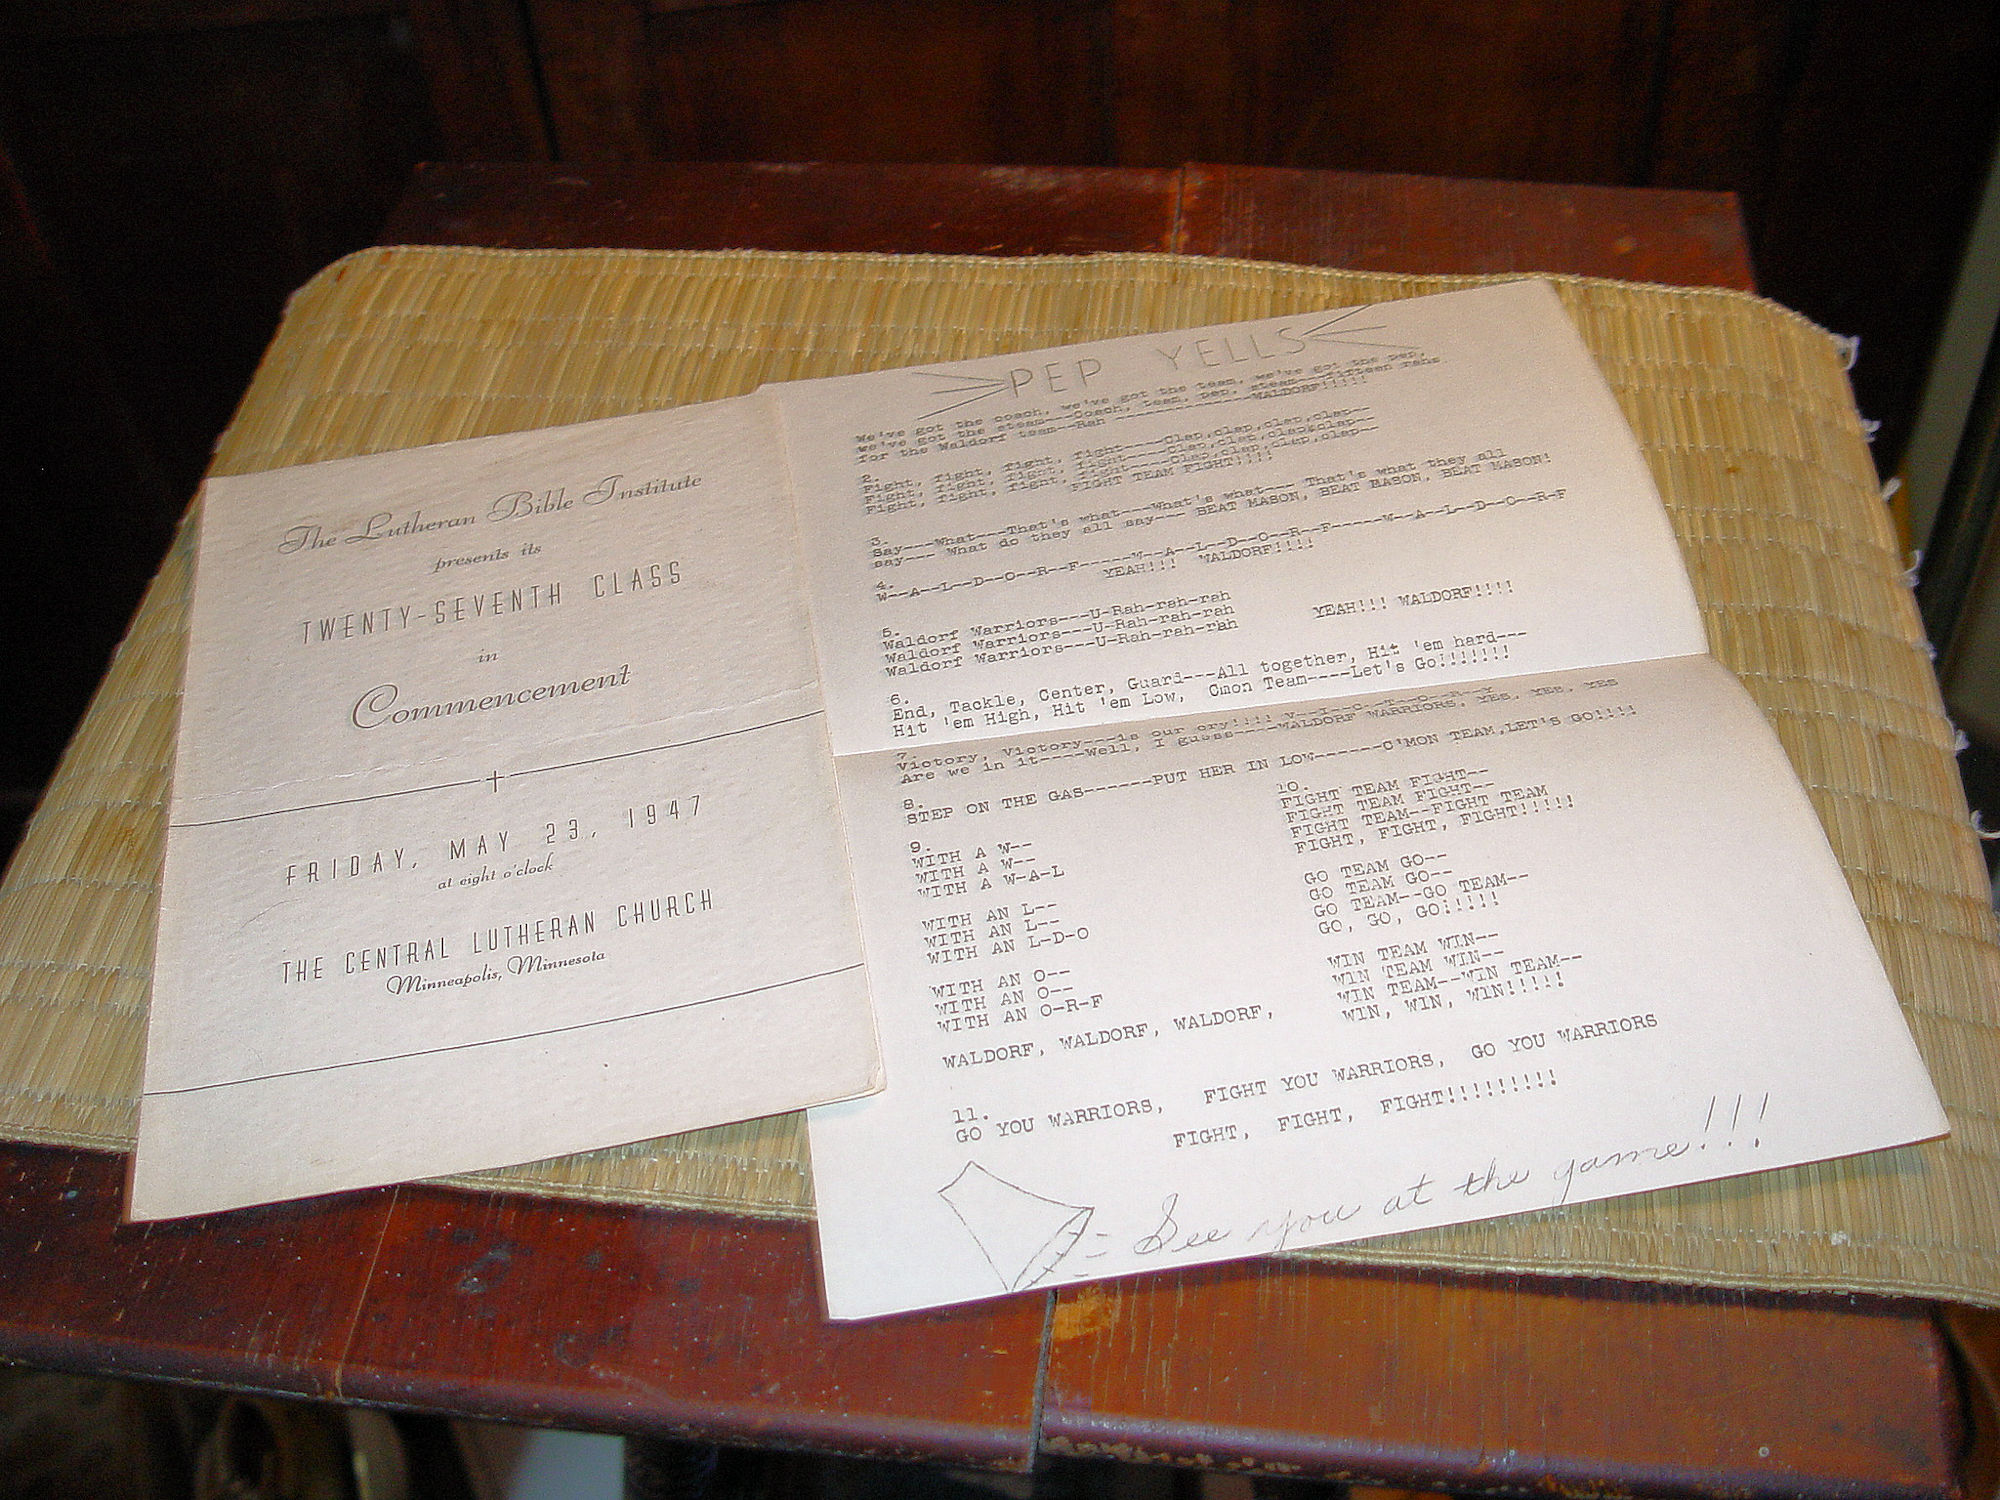 The Lutheran Bible Institute
presents its
TWENTY-SEVENTH CLASS
in
Commencement
FRIDAY, MAY 23, 1947
at eight o'clock
THE CENTRAL LUTHERAN CHURCH
Minneapolis, Minnesota
PEP YELLS
We've got the coach, we've got the team, we've got the pep,
we've got the steam---Coach, team, pep, steam---fifteen rahs
for the Waldorf team--Rah ---------------WALDORF!!!!!
2.
Fight, fight, fight, fight----Clap,clap,clap,clap--
Fight, fight, fight, fight----Clap,clap,clap,clap--
Fight, fight, fight, fight----Clap,clap,clap,clap--
FIGHT TEAM FIGHT!!!!
3.
Say----What---That's what---What's what--- That's what they all
say--- What do they all say--- BEAT MASON, BEAT MASON, BEAT MASON!
4.
W--A--L--D--O--R--F-----W--A--L--D--O--R--F-----W--A--L--D--O--R-F
YEAH!!! WALDORF!!!!
5.
Waldorf Warriors---U-Rah-rah-rah
Waldorf Warriors---U-Rah-rah-rah
Waldorf Warriors---U-Rah-rah-rah YEAH!!! WALDORF!!!!
6.
End, Tackle, Center, Guard---All together, Hit 'em hard---
Hit 'em High, Hit 'em Low, Cmon Team----Let's Go!!!!!!!
7.
Victory, Victory---is our cry!!!! V--I--C--T--O--R--Y
Are we in it----Well, I guess----WALDORF WARRIORS, YES, YES, YES
8.
STEP ON THE GAS------PUT HER IN LOW------C'MON TEAM,LET'S GO!!!!
9.
WITH A W--
WITH A W--
WITH A W-A-L
WITH AN L--
WITH AN L--
WITH AN L-D-O
WITH AN O--
WITH AN O--
WITH AN O-R-F
WALDORF, WALDORF, WALDORF,
10.
FIGHT TEAM FIGHT--
FIGHT TEAM FIGHT--
FIGHT TEAM--FIGHT TEAM
FIGHT, FIGHT, FIGHT!!!!!
GO TEAM GO--
GO TEAM GO--
GO TEAM--GO TEAM--
GO, GO, GO!!!!!
WIN TEAM WIN--
WIN TEAM WIN--
WIN TEAM--WIN TEAM--
WIN, WIN, WIN!!!!!
11.
GO YOU WARRIORS, FIGHT YOU WARRIORS, GO YOU WARRIORS
FIGHT, FIGHT, FIGHT!!!!!!!!!
See you at the game!!!